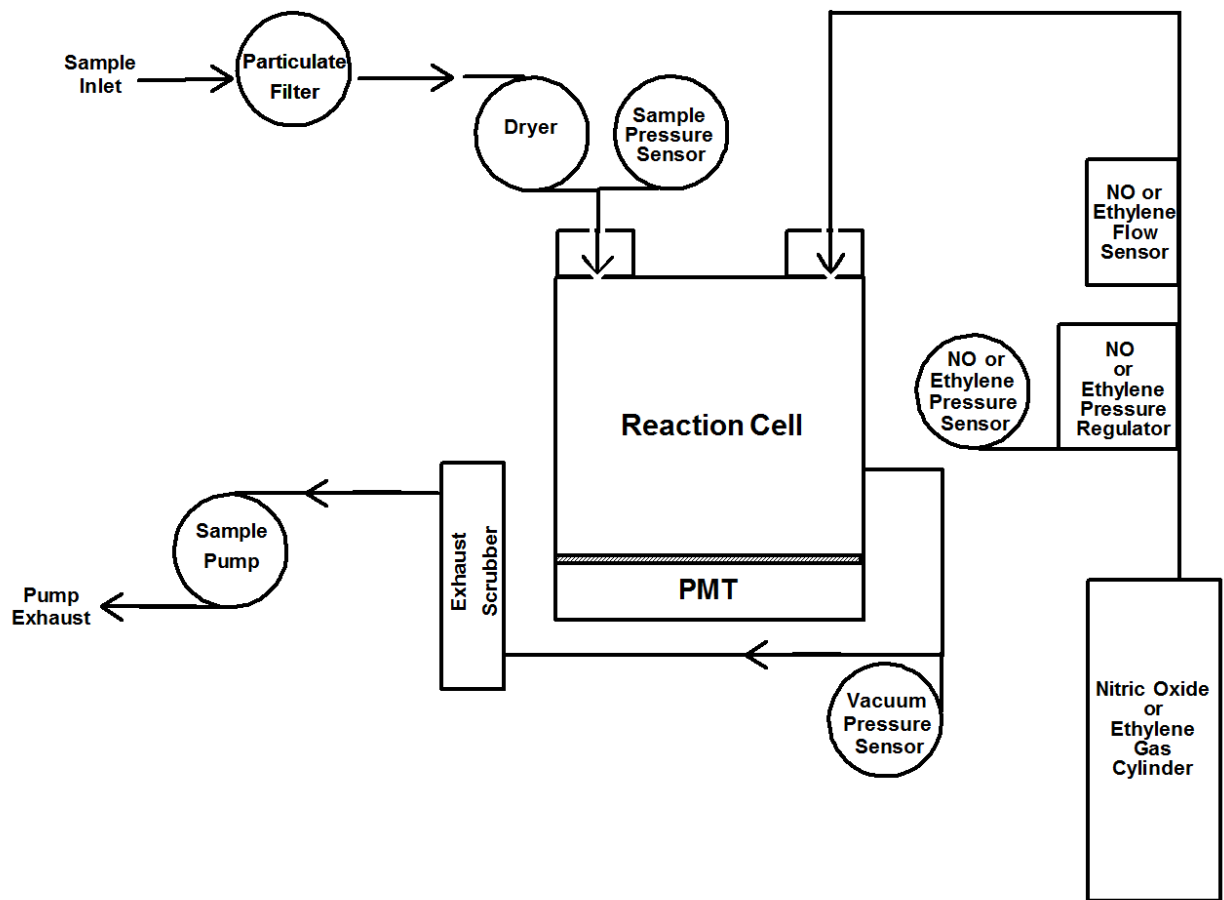 Sample
Inlet
Particulate
Filter
Dryer
Sample
Pressure
Sensor
NO or
Ethylene
Flow
Sensor
NO or
Ethylene
Pressure
Sensor
NO
or
Ethylene
Pressure
Regulator
Reaction Cell
PMT
Exhaust
Scrubber
Sample
Pump
Pump
Exhaust
Vacuum
Pressure
Sensor
Nitric Oxide
or
Ethylene
Gas
Cylinder